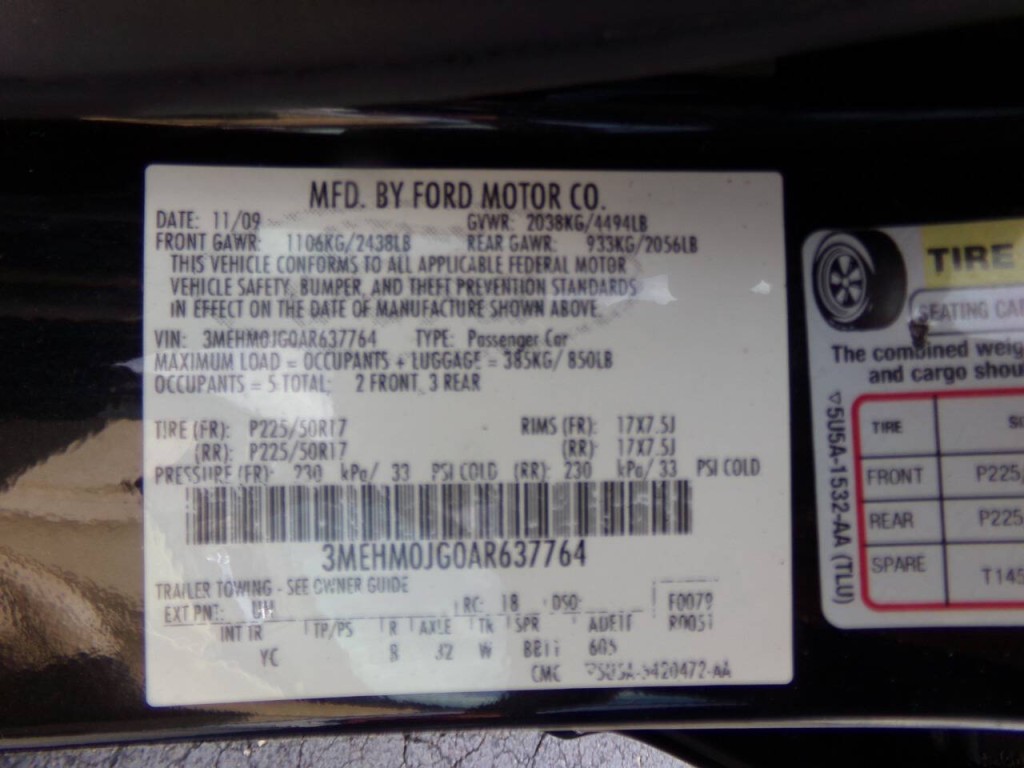 MFD. BY FORD MOTOR CO.
DATE: 11/09 GVWR: 2038KG/4494LB
FRONT GAWR: 1106KG/2438LB REAR GAWR: 933KG/2056LB
THIS VEHICLE CONFORMS TO ALL APPLICABLE FEDERAL MOTOR
VEHICLE SAFETY, BUMPER, AND THEFT PREVENTION STANDARDS
IN EFFECT ON THE DATE OF MANUFACTURE SHOWN ABOVE.
VIN: 3MEHM0JG0AR637764 TYPE: Passenger Car
MAXIMUM LOAD = OCCUPANTS + LUGGAGE = 385KG/ 850LB
OCCUPANTS = 5 TOTAL: 2 FRONT, 3 REAR
TIRE (FR): P225/50R17 RIMS (FR): 17X7.5J
(RR): P225/50R17 (RR): 17X7.5J
PRESSURE (FR): 230 kPa/ 33 PSI COLD (RR): 230 kPa/ 33 PSI COLD
3MEHM0JG0AR637764
TRAILER TOWING - SEE OWNER GUIDE
EXT PNT: UH RC: 18 DSO: F0079
R0051
INT TR TP/PS R AXLE TR SPR
YC 8 32 W 605
CMC
TIRE
SEATING CA
The combined weig
and cargo shou
TIRE
FRONT P225
REAR P225
SPARE T145
▽5U5A-1532-AA (TLU)